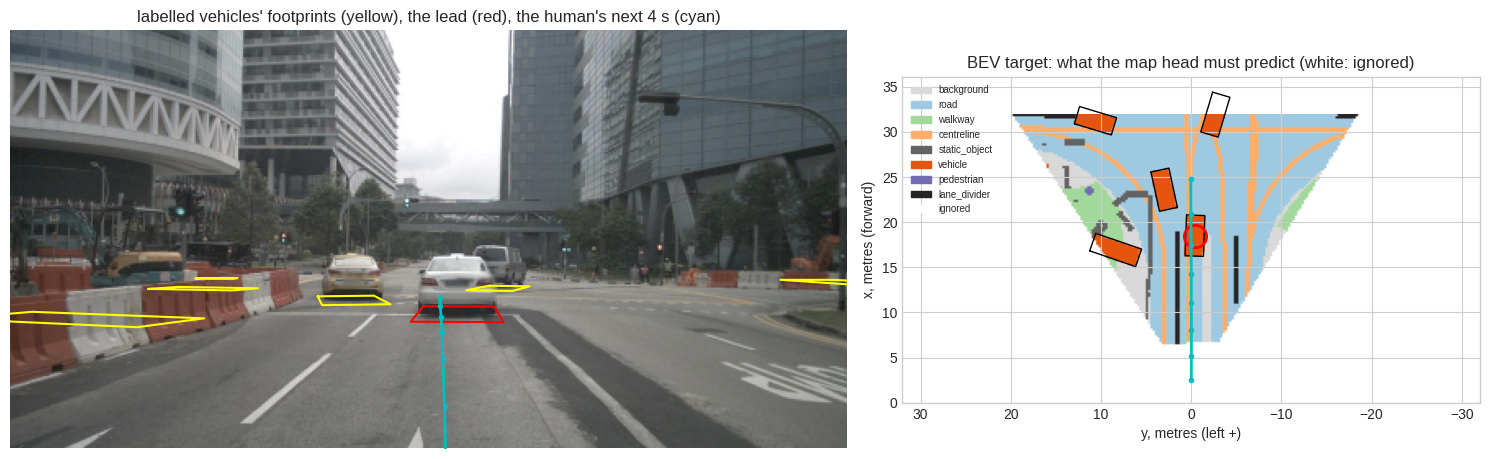 labelled vehicles' footprints (yellow), the lead (red), the human's next 4 s (cyan)
BEV target: what the map head must predict (white: ignored)
background
road
walkway
centreline
static_object
vehicle
pedestrian
lane_divider
ignored
x, metres (forward)
35
30
25
20
15
10
5
0
30
20
10
0
−10
−20
−30
y, metres (left +)